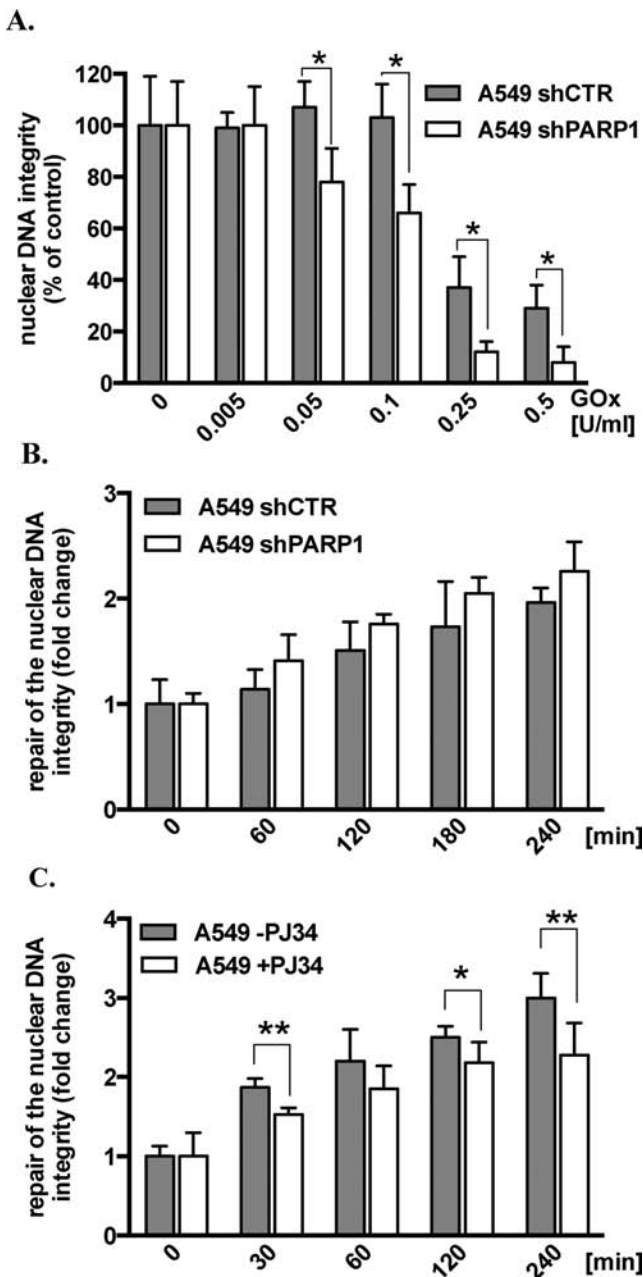 A.
nuclear DNA integrity
(% of control)
120
100
80
60
40
20
0
* * * *
A549 shCTR
A549 shPARP1
0 0.005 0.05 0.1 0.25 0.5 GOx
[U/ml]
B.
repair of the nuclear DNA
integrity (fold change)
3
2
1
0
A549 shCTR
A549 shPARP1
0 60 120 180 240 [min]
C.
repair of the nuclear DNA
integrity (fold change)
4
3
2
1
0
A549 -PJ34
A549 +PJ34
** * **
0 30 60 120 240 [min]